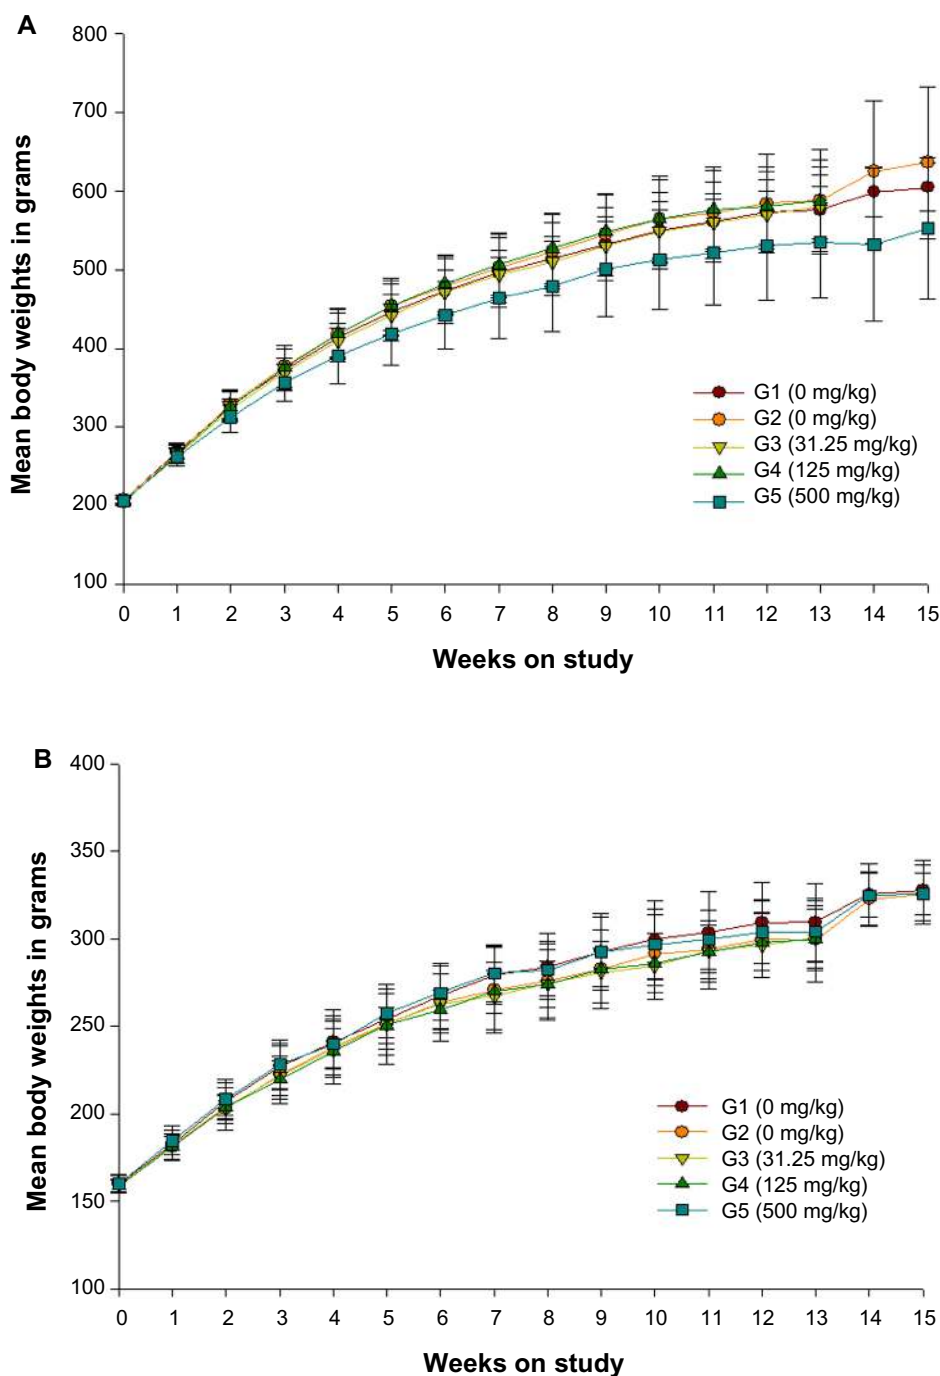 A
800
700
600
500
400
300
200
100
Mean body weights in grams
G1 (0 mg/kg)
G2 (0 mg/kg)
G3 (31.25 mg/kg)
G4 (125 mg/kg)
G5 (500 mg/kg)
0 1 2 3 4 5 6 7 8 9 10 11 12 13 14 15
Weeks on study
B
400
350
300
250
200
150
100
Mean body weights in grams
G1 (0 mg/kg)
G2 (0 mg/kg)
G3 (31.25 mg/kg)
G4 (125 mg/kg)
G5 (500 mg/kg)
0 1 2 3 4 5 6 7 8 9 10 11 12 13 14 15
Weeks on study